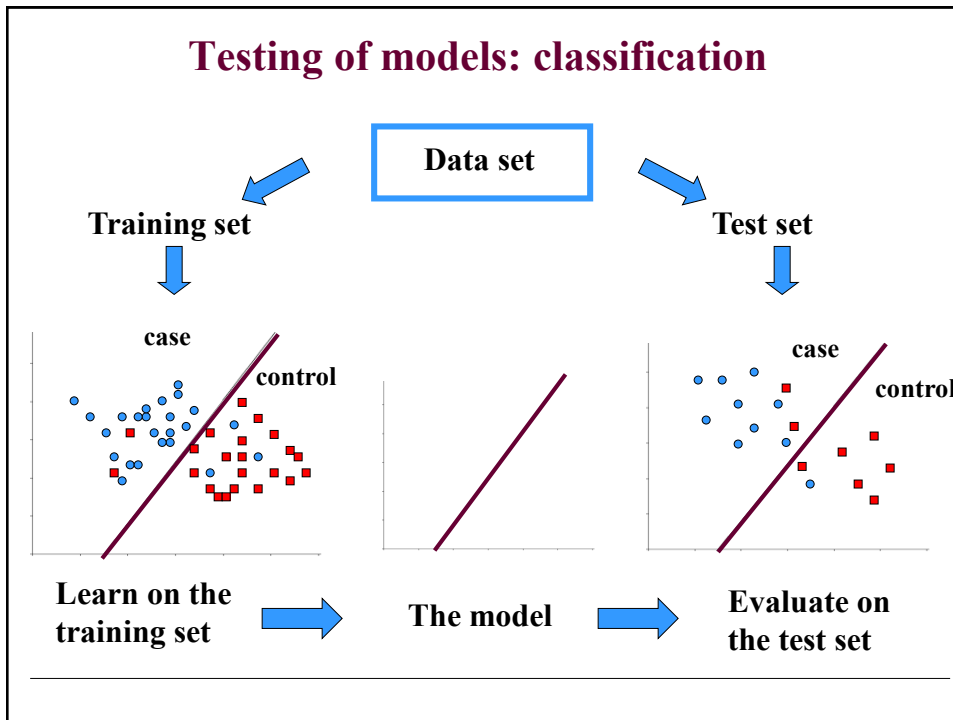 Testing of models: classification
Data set
Training set
Test set
case
control
case
control
Learn on the
training set
The model
Evaluate on
the test set